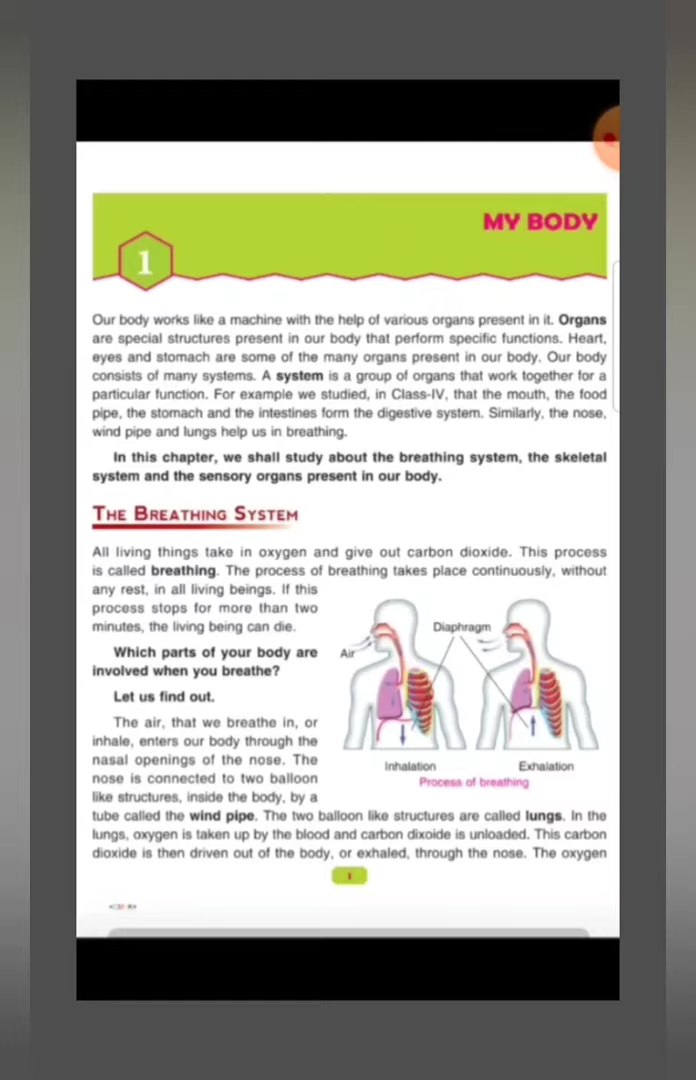 MY BODY
1
Our body works like a machine with the help of various organs present in it. Organs
are special structures present in our body that perform specific functions. Heart,
eyes and stomach are some of the many organs present in our body. Our body
consists of many systems. A system is a group of organs that work together for a
particular function. For example we studied, in Class-IV, that the mouth, the food
pipe, the stomach and the intestines form the digestive system. Similarly, the nose,
wind pipe and lungs help us in breathing.
In this chapter, we shall study about the breathing system, the skeletal
system and the sensory organs present in our body.
THE BREATHING SYSTEM
All living things take in oxygen and give out carbon dioxide. This process
is called breathing. The process of breathing takes place continuously, without
any rest, in all living beings. If this
process stops for more than two
minutes, the living being can die.
Which parts of your body are
involved when you breathe?
Let us find out.
The air, that we breathe in, or
inhale, enters our body through the
nasal openings of the nose. The
nose is connected to two balloon
like structures, inside the body, by a
Diaphragm
Air
Inhalation
Exhalation
Process of breathing
tube called the wind pipe. The two balloon like structures are called lungs. In the
lungs, oxygen is taken up by the blood and carbon dixoide is unloaded. This carbon
dioxide is then driven out of the body, or exhaled, through the nose. The oxygen
1